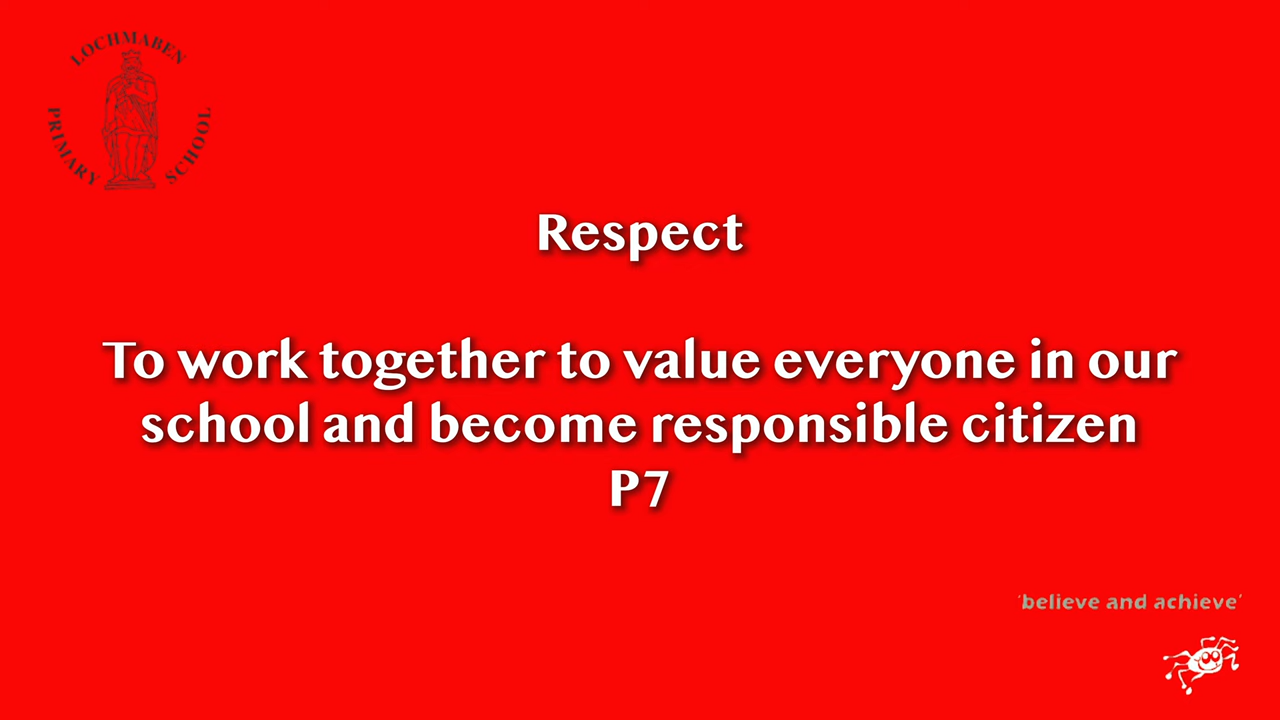 LOCHMABEN
PRIMARY SCHOOL
Respect
To work together to value everyone in our
school and become responsible citizen
P7
'believe and achieve'